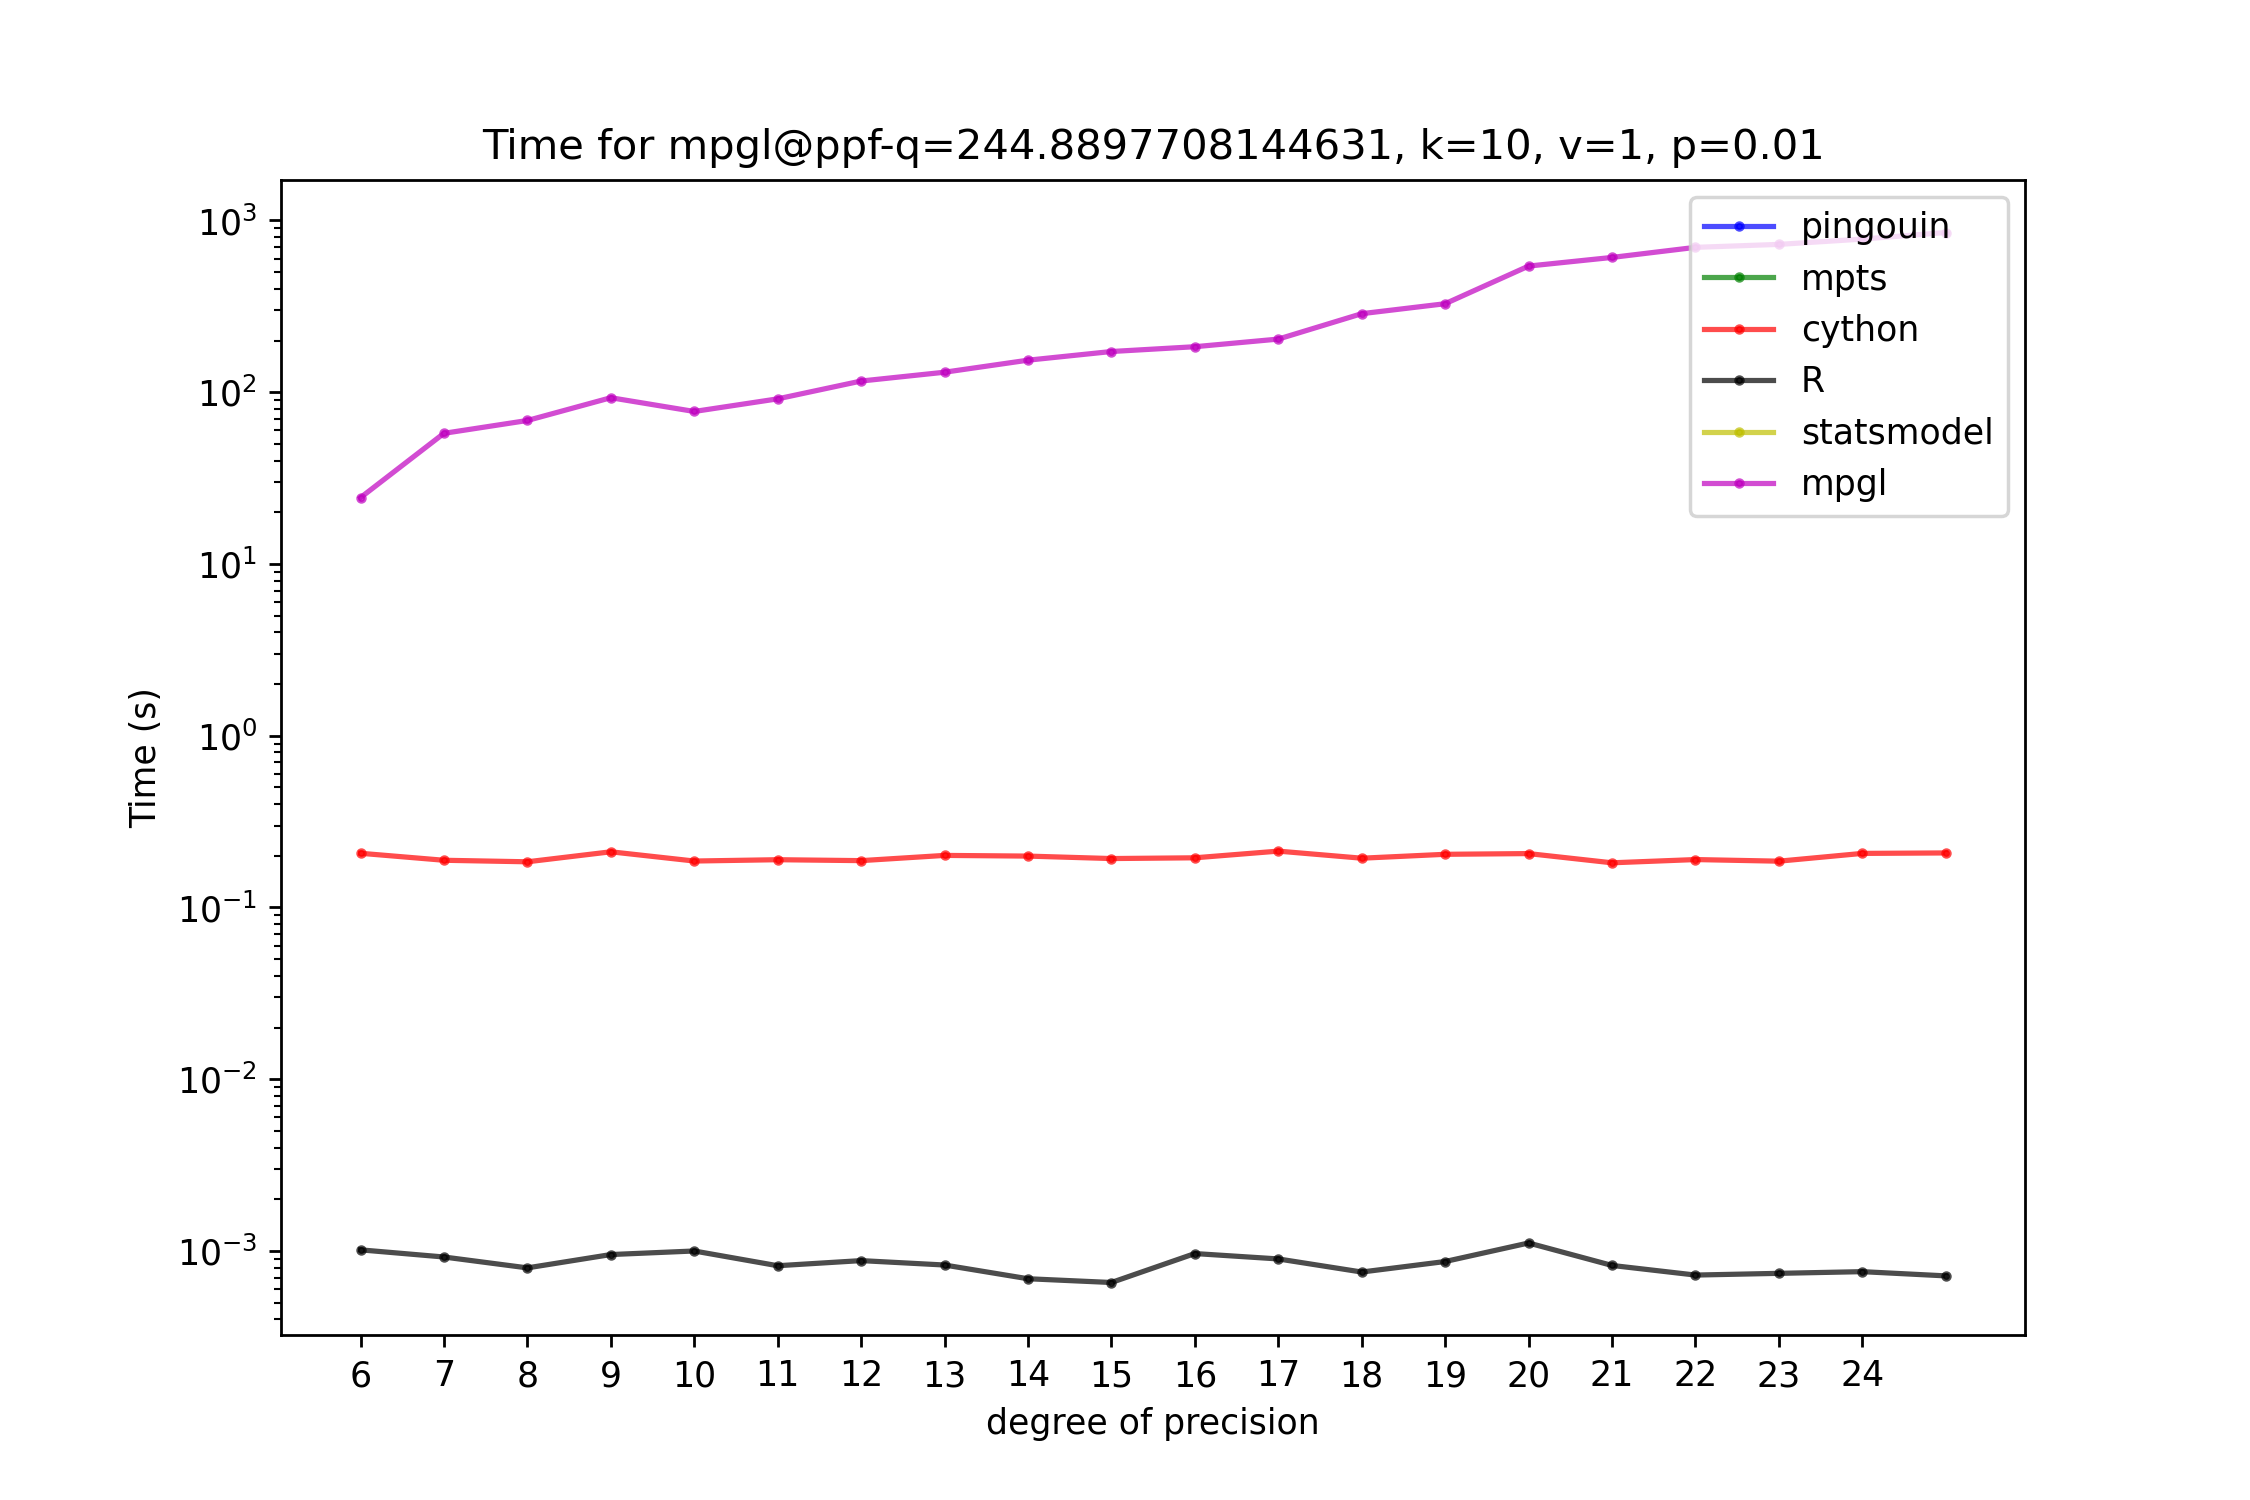 Time for mpgl@ppf-q=244.8897708144631, k=10, v=1, p=0.01
10³
10²
10¹
10⁰
10⁻¹
10⁻²
10⁻³
Time (s)
pingouin
mpts
cython
R
statsmodel
mpgl
6 7 8 9 10 11 12 13 14 15 16 17 18 19 20 21 22 23 24
degree of precision